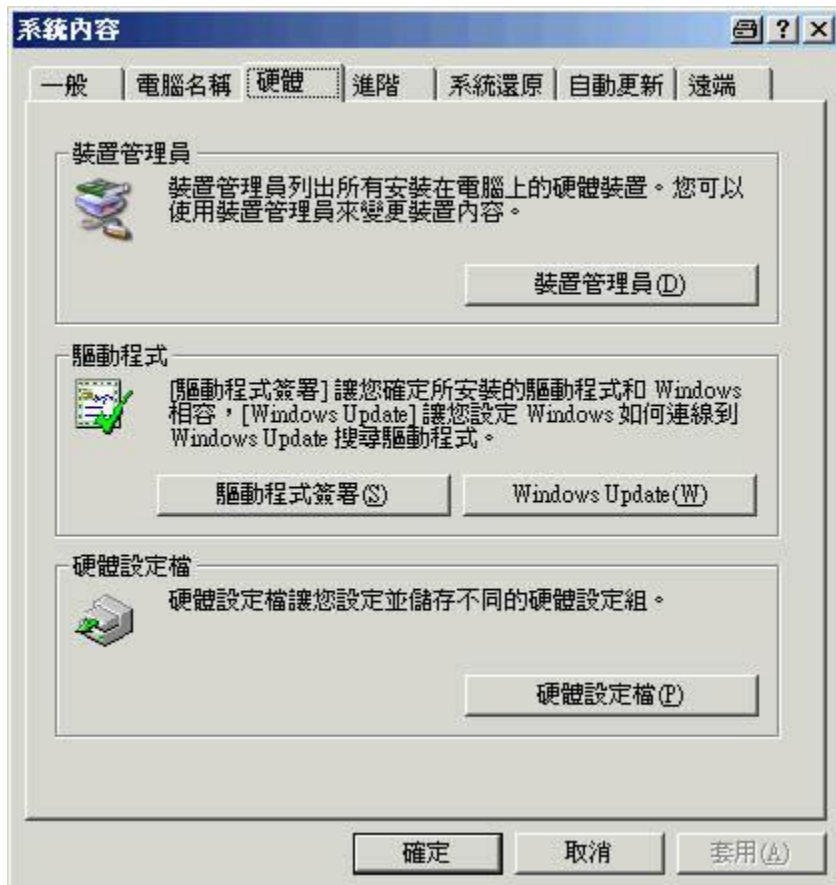 系統內容
一般 電腦名稱 硬體 進階 系統還原 自動更新 遠端
裝置管理員
裝置管理員列出所有安裝在電腦上的硬體裝置。您可以
使用裝置管理員來變更裝置內容。
裝置管理員(D)
驅動程式
[驅動程式簽署] 讓您確定所安裝的驅動程式和 Windows
相容，[Windows Update] 讓您設定 Windows 如何連線到
Windows Update 搜尋驅動程式。
驅動程式簽署(S) Windows Update(W)
硬體設定檔
硬體設定檔讓您設定並儲存不同的硬體設定組。
硬體設定檔(P)
確定 取消 套用(A)